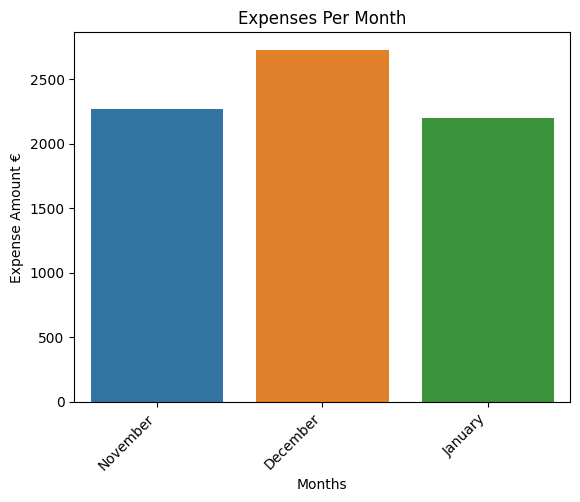 Expenses Per Month
Expense Amount €
2500
2000
1500
1000
500
0
November
December
January
Months